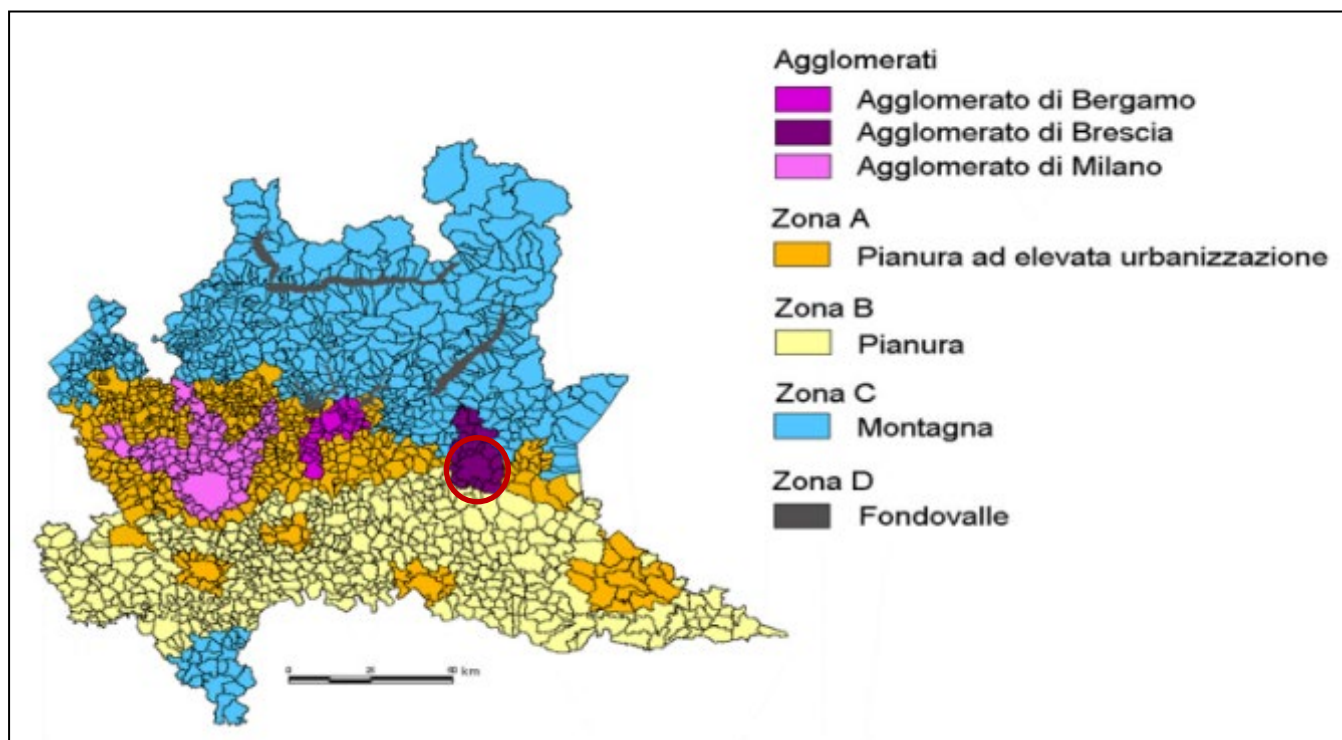 Agglomerati
Agglomerato di Bergamo
Agglomerato di Brescia
Agglomerato di Milano
Zona A
Pianura ad elevata urbanizzazione
Zona B
Pianura
Zona C
Montagna
Zona D
Fondovalle
0
km